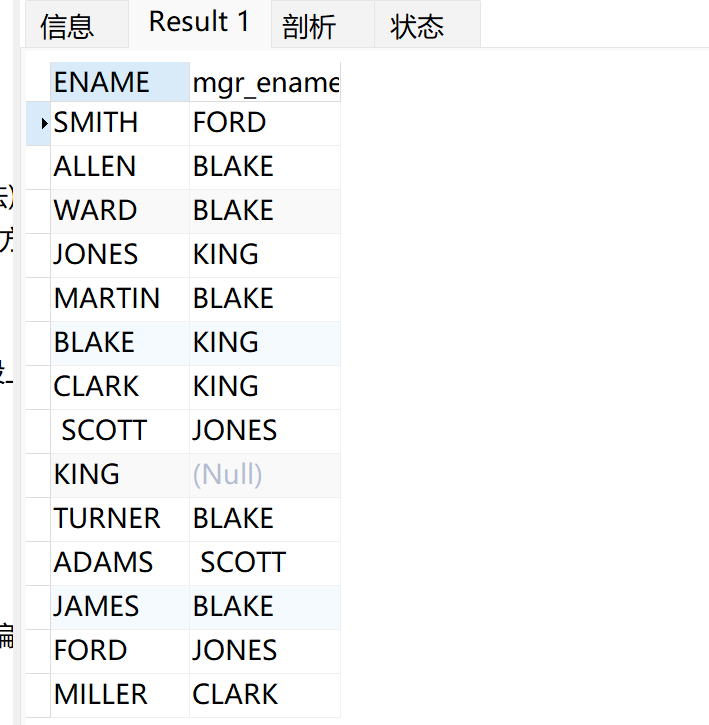 信息 Result 1 剖析 状态
ENAME mgr_ename
SMITH FORD
ALLEN BLAKE
WARD BLAKE
JONES KING
MARTIN BLAKE
BLAKE KING
CLARK KING
SCOTT JONES
KING (Null)
TURNER BLAKE
ADAMS SCOTT
JAMES BLAKE
FORD JONES
MILLER CLARK